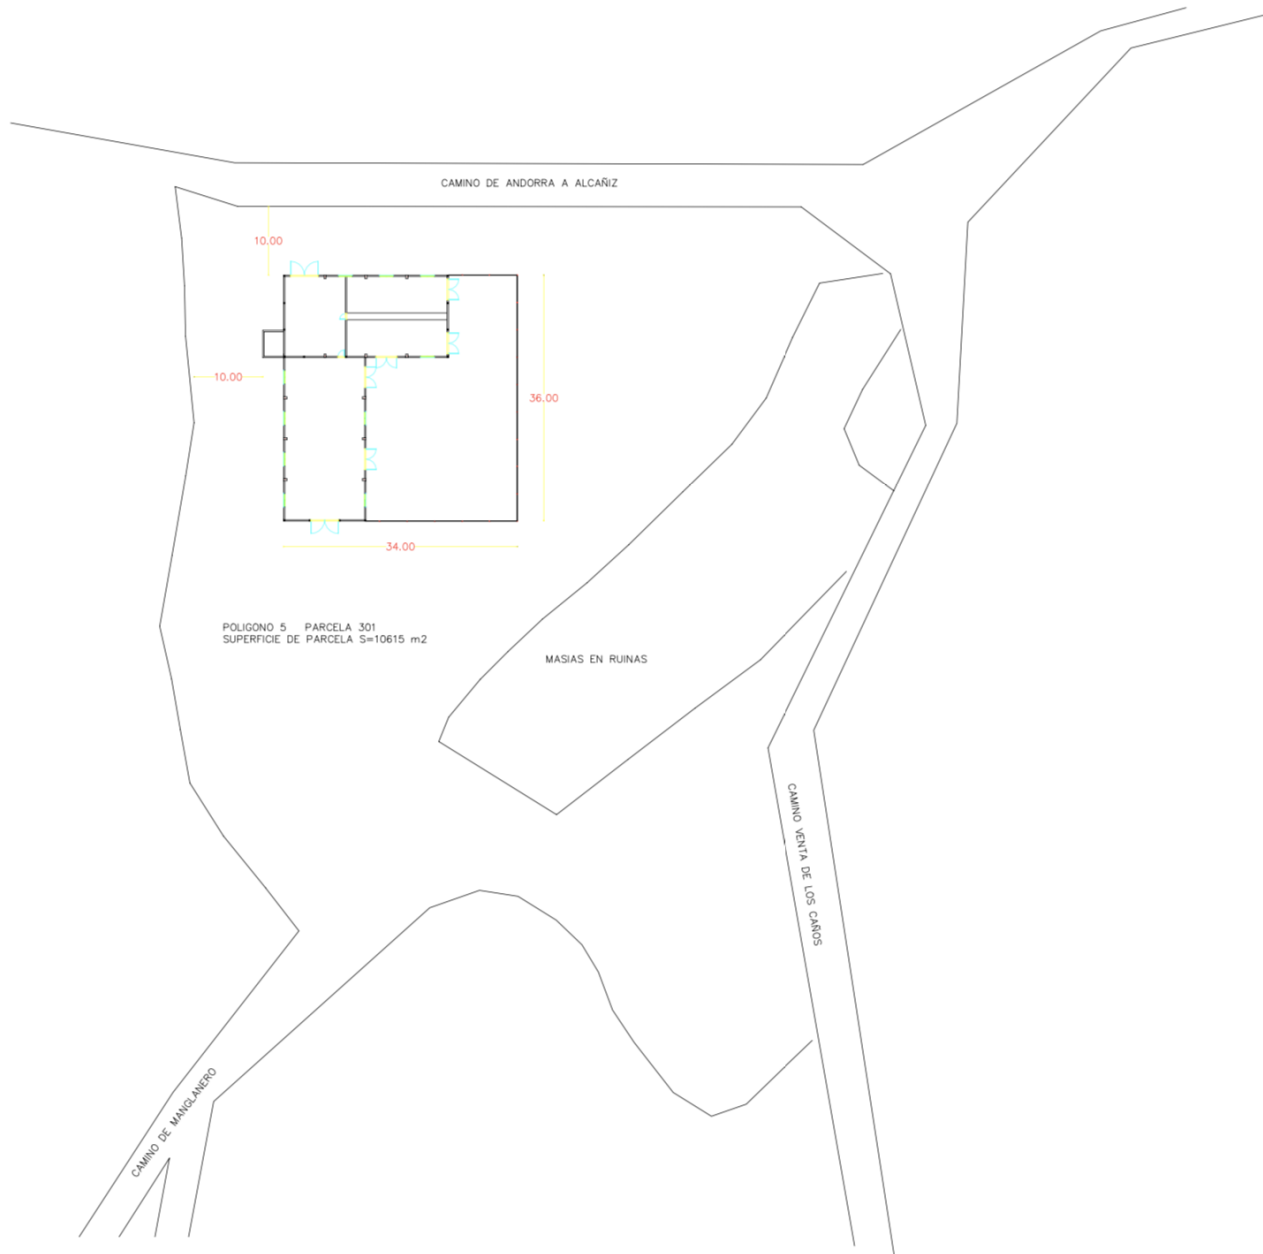 CAMINO DE ANDORRA A ALCAÑIZ
10.00
10.00
36.00
34.00
POLIGONO 5 PARCELA 301
SUPERFICIE DE PARCELA S=10615 m2
MASIAS EN RUINAS
CAMINO VENTA DE LOS CAÑOS
CAMINO DE MANGLANERO